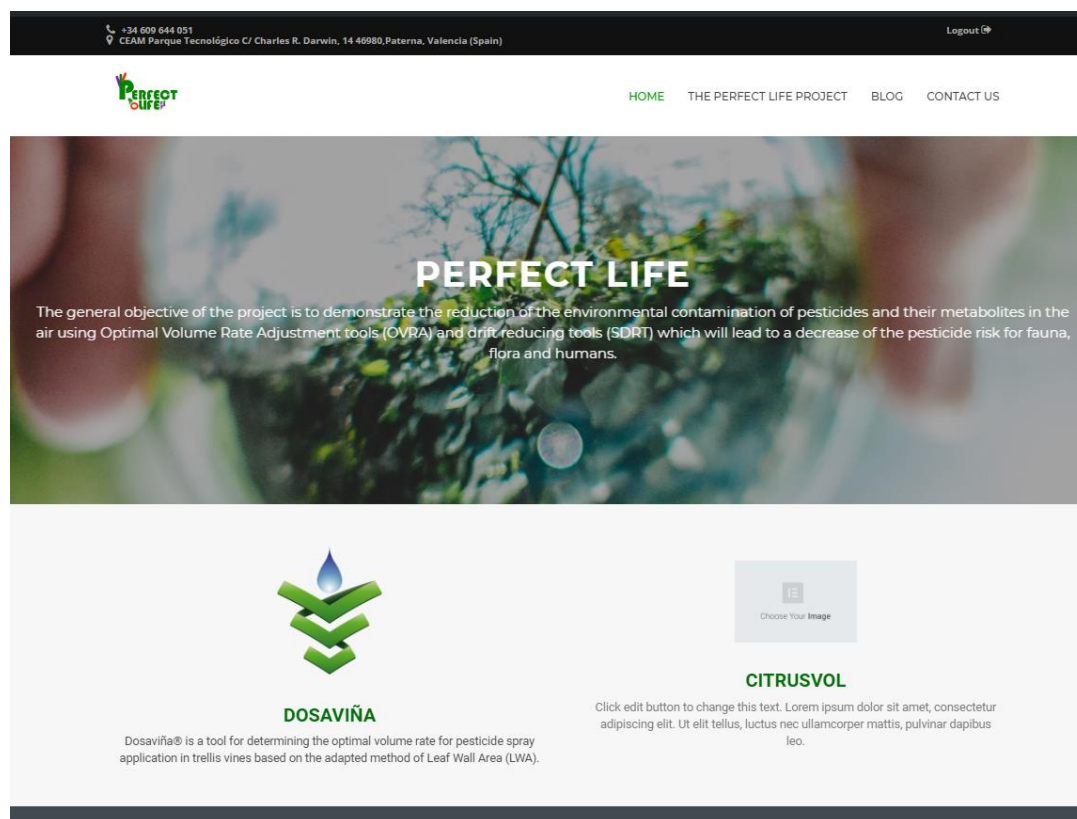 +34 609 644 051
CEAM Parque Tecnológico C/ Charles R. Darwin, 14 46980,Paterna, Valencia (Spain)
Logout
PERFECT
LIFE
HOME THE PERFECT LIFE PROJECT BLOG CONTACT US
PERFECT LIFE
The general objective of the project is to demonstrate the reduction of the environmental contamination of pesticides and their metabolites in the
air using Optimal Volume Rate Adjustment tools (OVRA) and drift reducing tools (SDRT) which will lead to a decrease of the pesticide risk for fauna,
flora and humans.
DOSAVIÑA
Dosaviña® is a tool for determining the optimal volume rate for pesticide spray
application in trellis vines based on the adapted method of Leaf Wall Area (LWA).
Choose Your Image
CITRUSVOL
Click edit button to change this text. Lorem ipsum dolor sit amet, consectetur
adipiscing elit. Ut elit tellus, luctus nec ullamcorper mattis, pulvinar dapibus
leo.